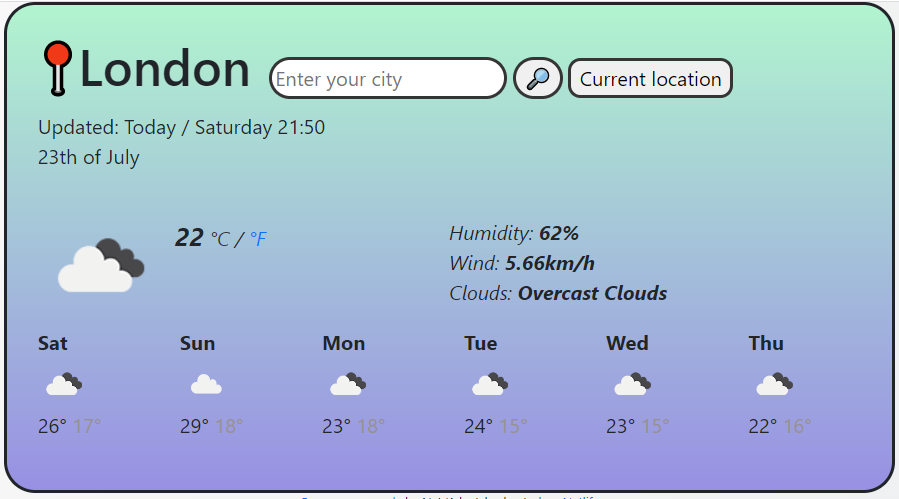 London
Enter your city
Current location
Updated: Today / Saturday 21:50
23th of July
22 °C / °F
Humidity: 62%
Wind: 5.66km/h
Clouds: Overcast Clouds
Sat Sun Mon Tue Wed Thu
26° 17° 29° 18° 23° 18° 24° 15° 23° 15° 22° 16°